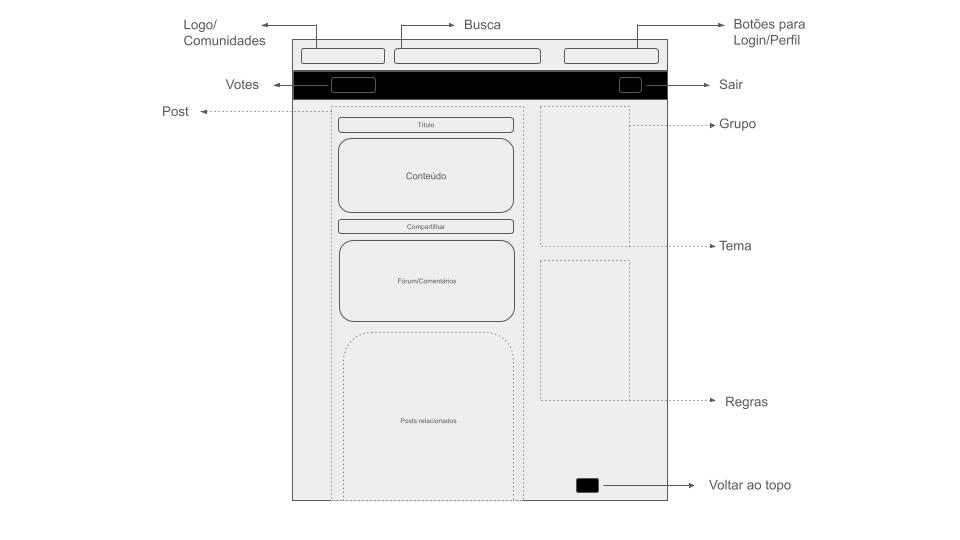 Logo/
Comunidades
Busca
Botões para
Login/Perfil
Votes
Sair
Post
Grupo
Título
Conteúdo
Compartilhar
Tema
Fórum/Comentários
Regras
Posts relacionados
Voltar ao topo